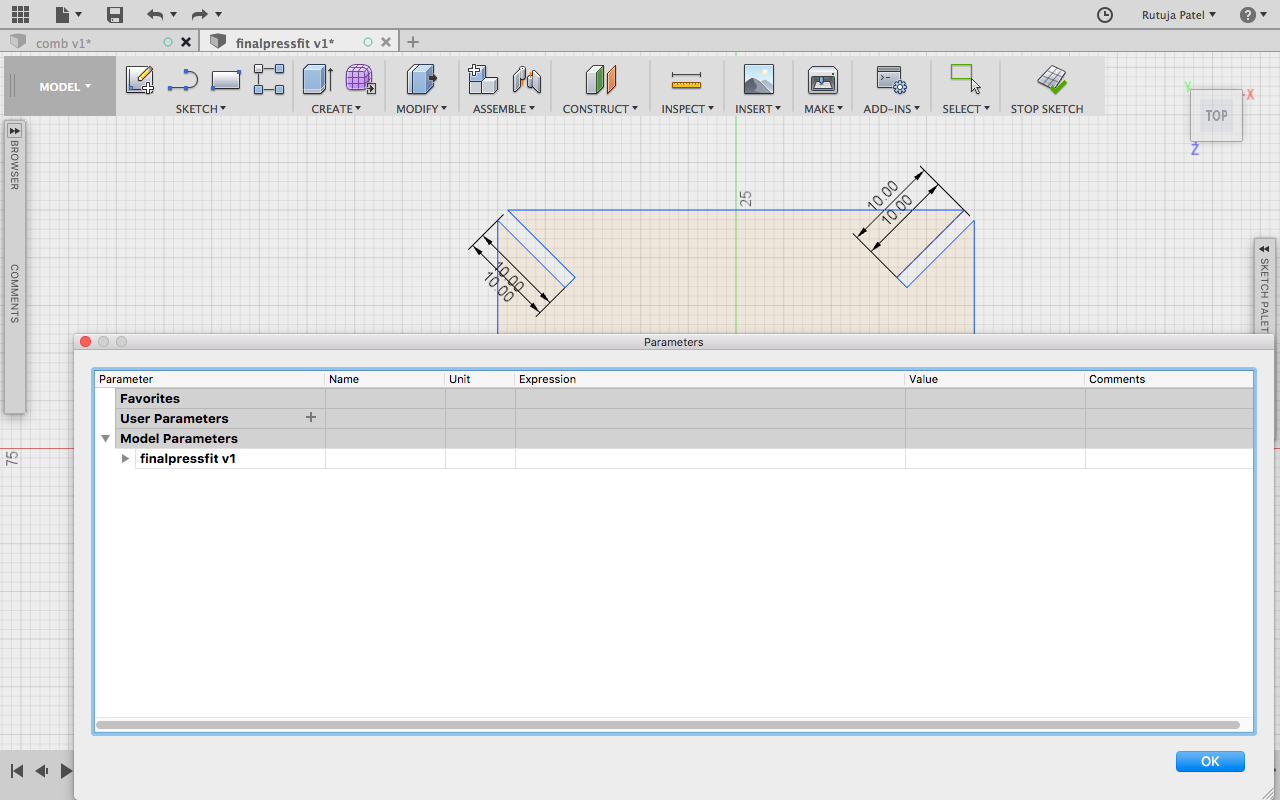 Rutuja Patel
comb v1*
finalpressfit v1*
MODEL
SKETCH
CREATE
MODIFY
ASSEMBLE
CONSTRUCT
INSPECT
INSERT
MAKE
ADD-INS
SELECT
STOP SKETCH
Y
X
TOP
Z
BROWSER
COMMENTS
SKETCH PALET
25
10.00
10.00
10.00
10.00
75
Parameters
Parameter Name Unit Expression Value Comments
Favorites
User Parameters +
Model Parameters
finalpressfit v1
OK